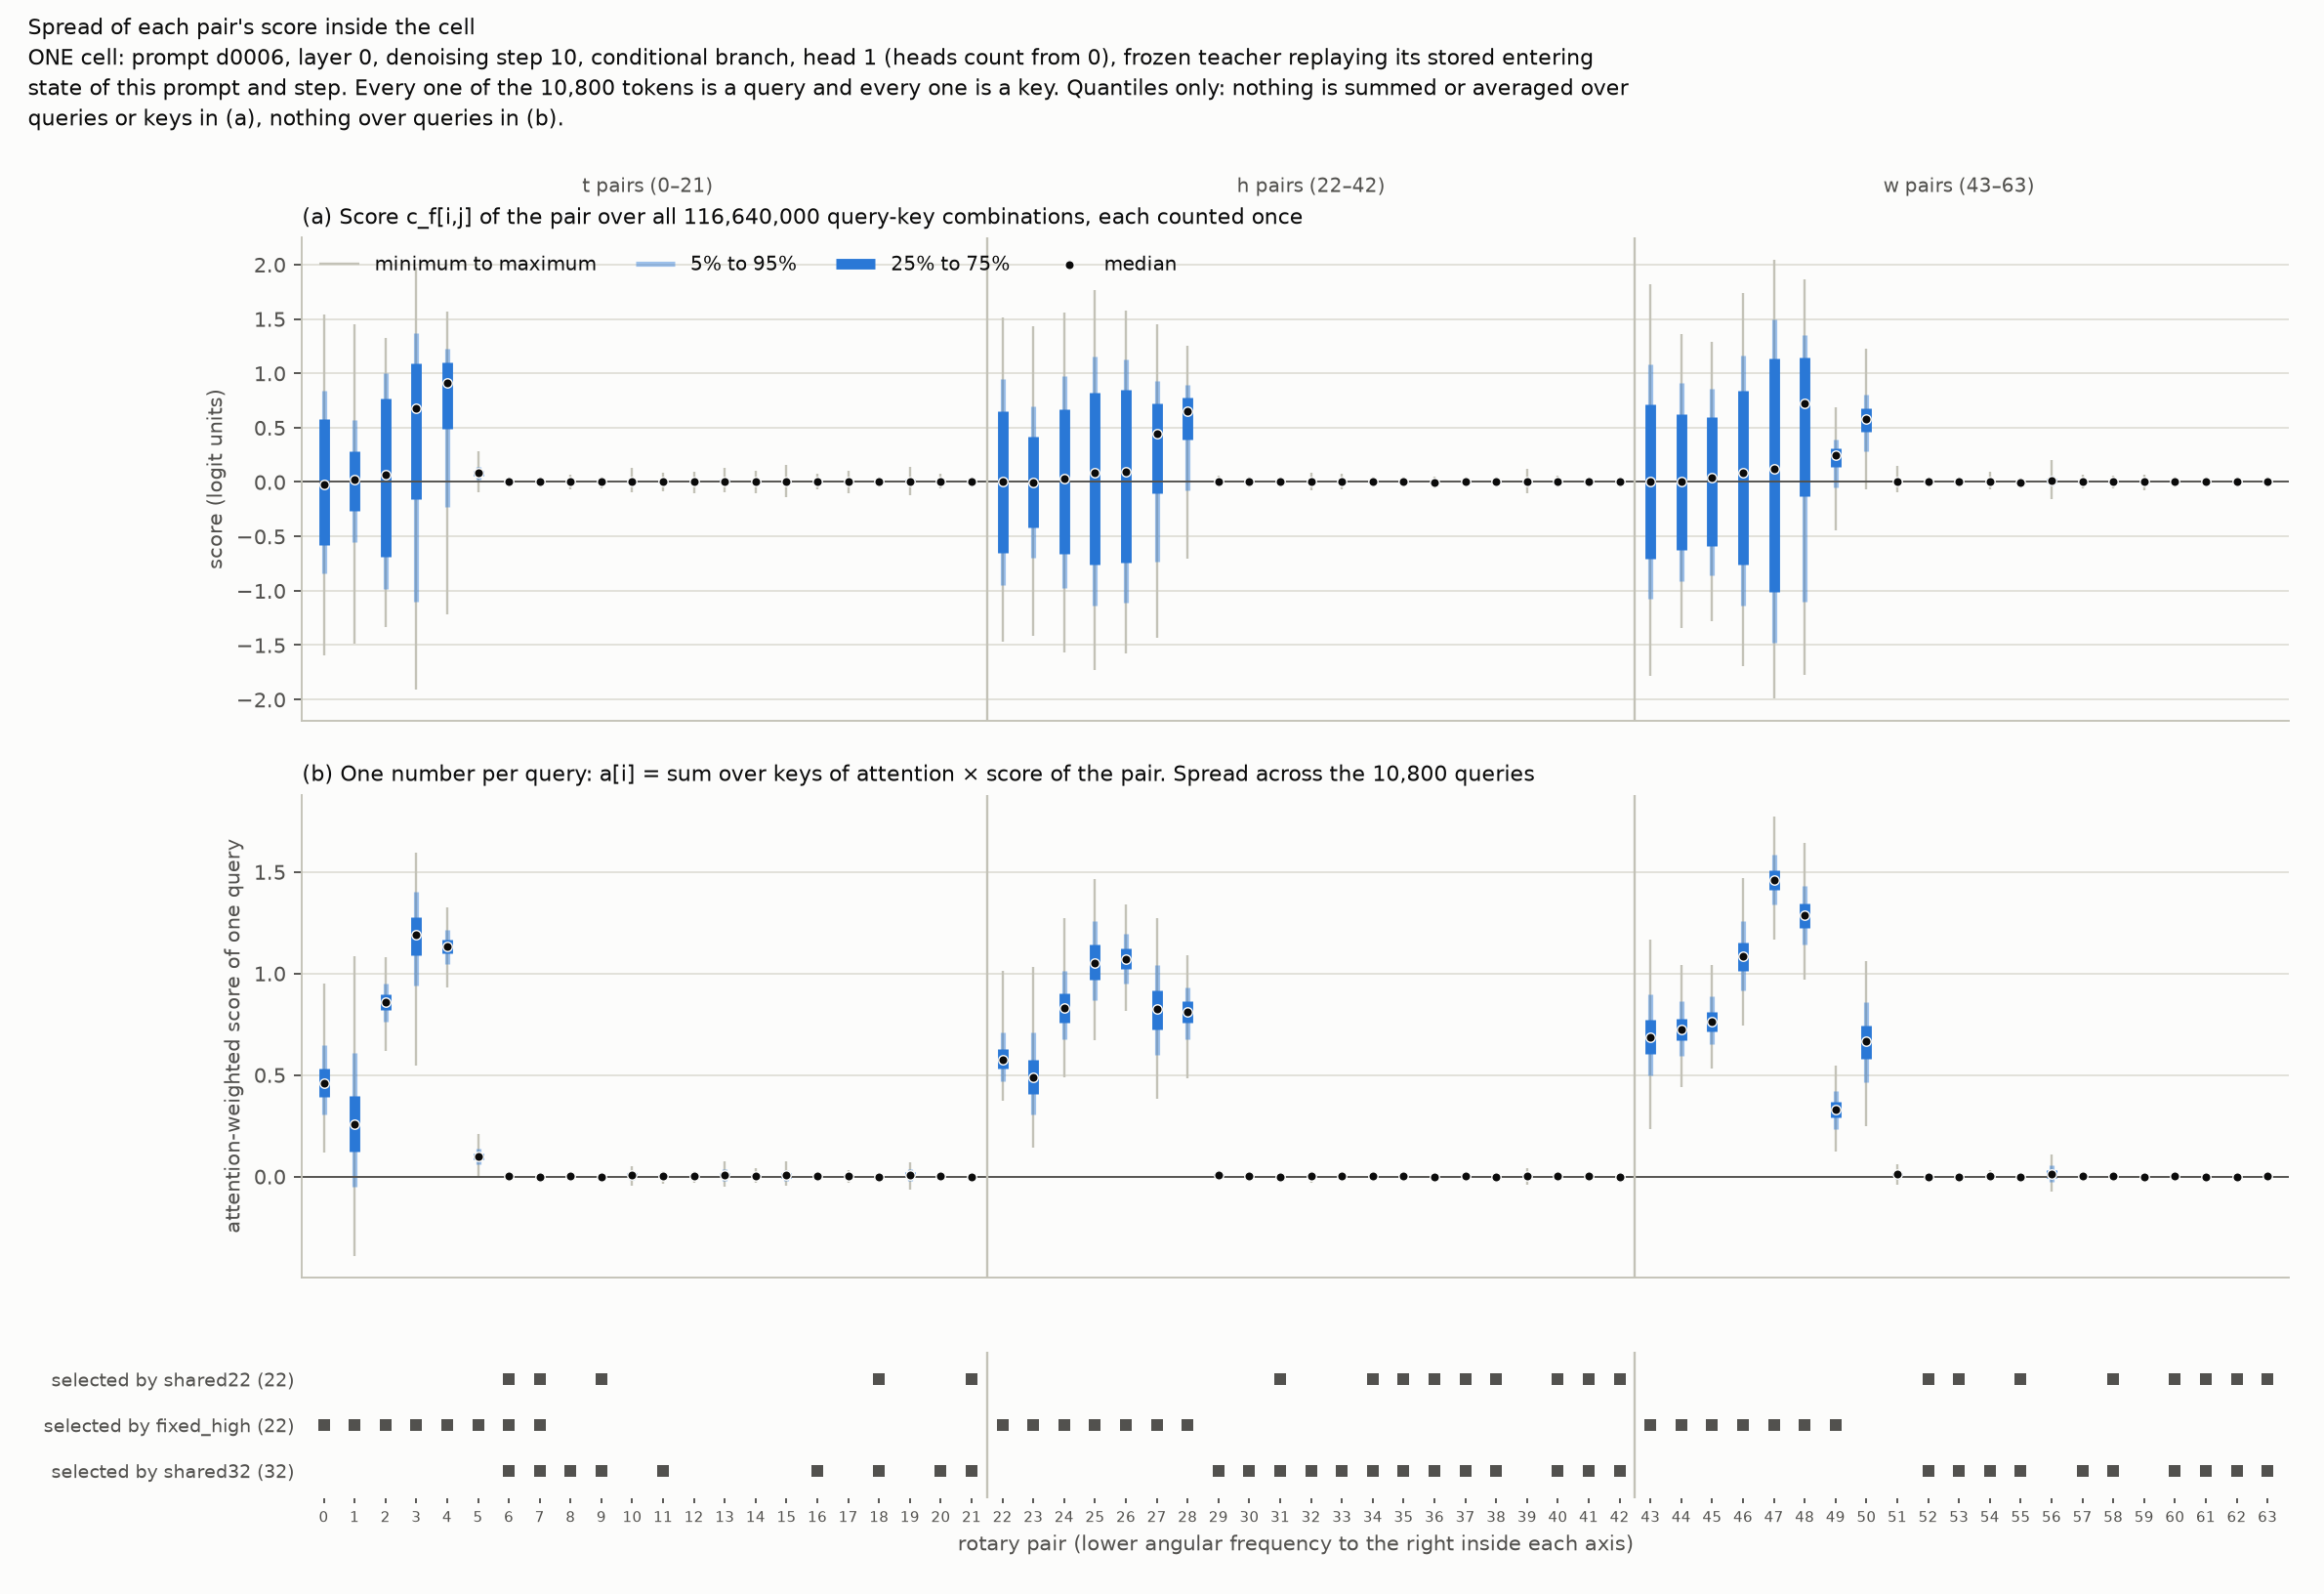 Spread of each pair's score inside the cell
ONE cell: prompt d0006, layer 0, denoising step 10, conditional branch, head 1 (heads count from 0), frozen teacher replaying its stored entering
state of this prompt and step. Every one of the 10,800 tokens is a query and every one is a key. Quantiles only: nothing is summed or averaged over
queries or keys in (a), nothing over queries in (b).
t pairs (0–21) h pairs (22–42) w pairs (43–63)
(a) Score c_f[i,j] of the pair over all 116,640,000 query-key combinations, each counted once
minimum to maximum 5% to 95% 25% to 75% median
score (logit units)
2.0
1.5
1.0
0.5
0.0
−0.5
−1.0
−1.5
−2.0
(b) One number per query: a[i] = sum over keys of attention × score of the pair. Spread across the 10,800 queries
attention-weighted score of one query
1.5
1.0
0.5
0.0
selected by shared22 (22)
selected by fixed_high (22)
selected by shared32 (32)
0 1 2 3 4 5 6 7 8 9 10 11 12 13 14 15 16 17 18 19 20 21 22 23 24 25 26 27 28 29 30 31 32 33 34 35 36 37 38 39 40 41 42 43 44 45 46 47 48 49 50 51 52 53 54 55 56 57 58 59 60 61 62 63
rotary pair (lower angular frequency to the right inside each axis)